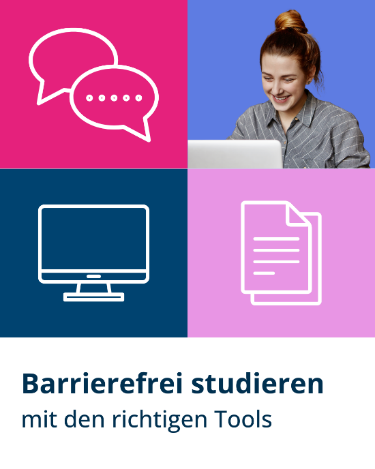 Barrierefrei studieren
mit den richtigen Tools